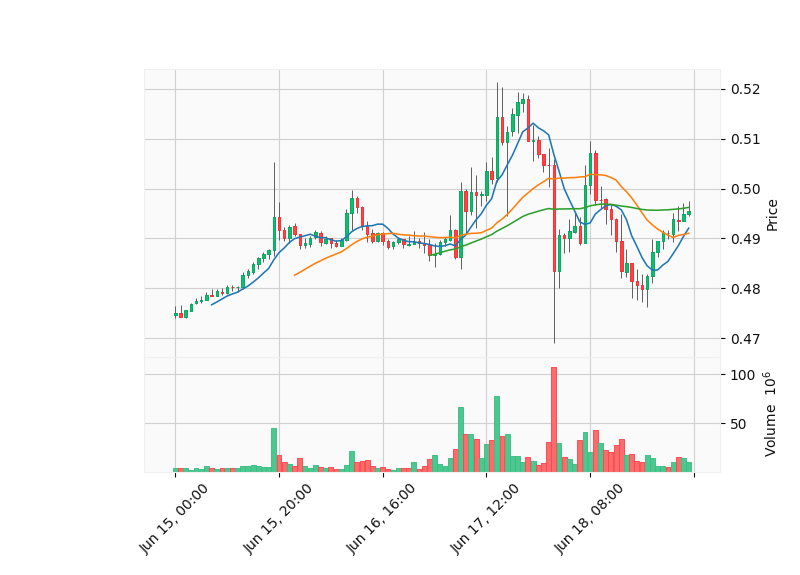 0.52
0.51
0.50
0.49
0.48
0.47
Price
100
50
Volume 10^6
Jun 15, 00:00
Jun 15, 20:00
Jun 16, 16:00
Jun 17, 12:00
Jun 18, 08:00